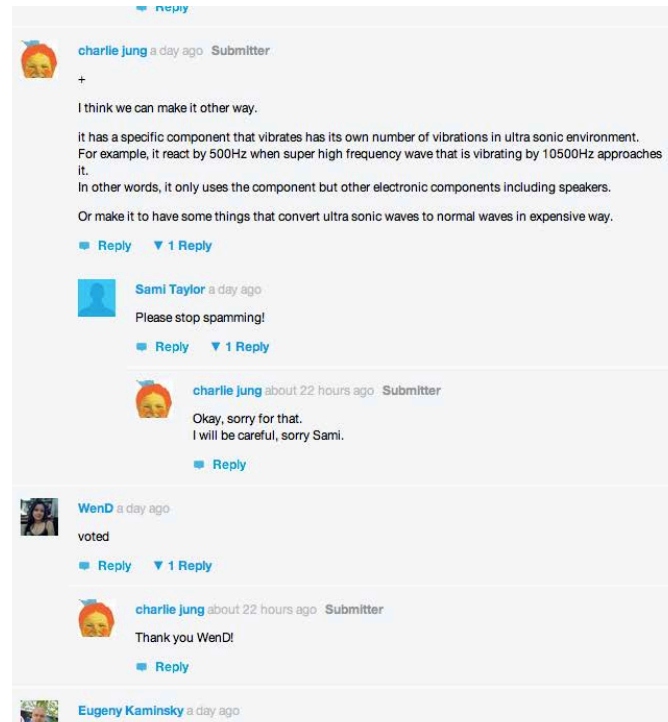 Reply
charlie jung a day ago Submitter
+
I think we can make it other way.
it has a specific component that vibrates has its own number of vibrations in ultra sonic environment.
For example, it react by 500Hz when super high frequency wave that is vibrating by 10500Hz approaches
it.
In other words, it only uses the component but other electronic components including speakers.
Or make it to have some things that convert ultra sonic waves to normal waves in expensive way.
Reply ▼ 1 Reply
Sami Taylor a day ago
Please stop spamming!
Reply ▼ 1 Reply
charlie jung about 22 hours ago Submitter
Okay, sorry for that.
I will be careful, sorry Sami.
Reply
WenD a day ago
voted
Reply ▼ 1 Reply
charlie jung about 22 hours ago Submitter
Thank you WenD!
Reply
Eugeny Kaminsky a day ago